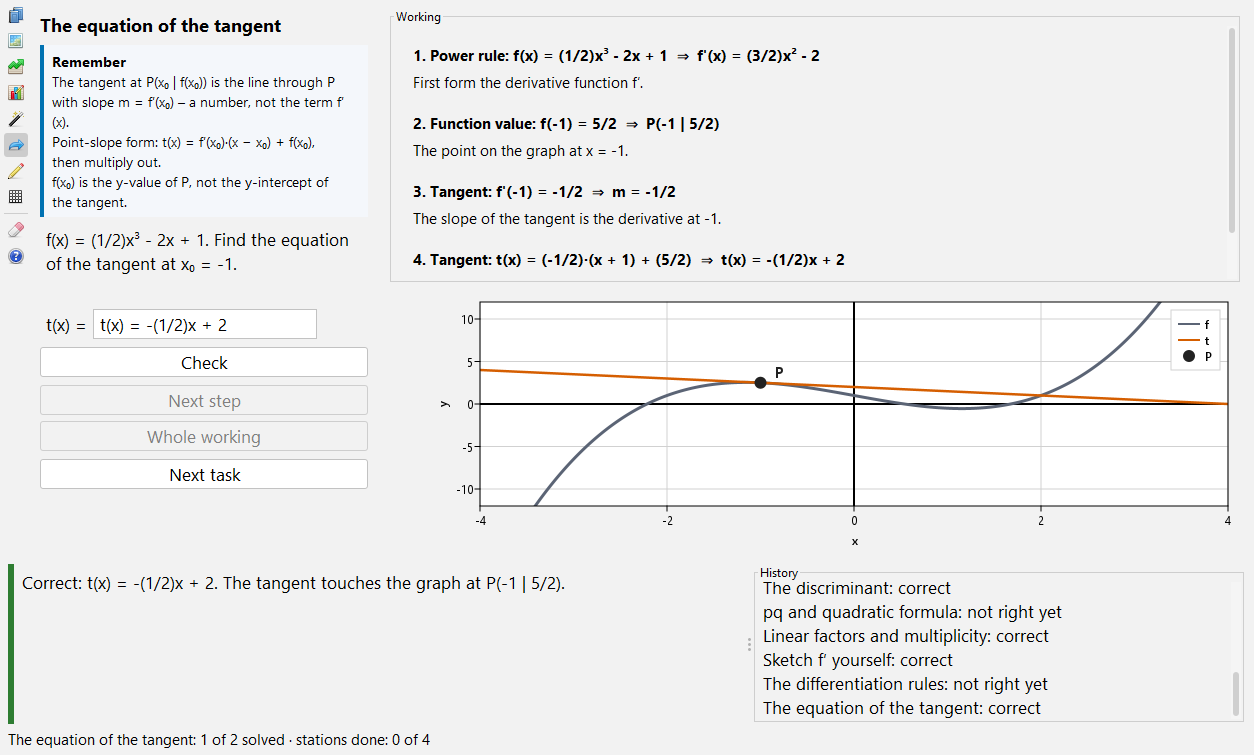 The equation of the tangent
Remember
The tangent at P(x₀ | f(x₀)) is the line through P
with slope m = f′(x₀) – a number, not the term f′
(x).
Point-slope form: t(x) = f′(x₀)·(x − x₀) + f(x₀),
then multiply out.
f(x₀) is the y-value of P, not the y-intercept of
the tangent.
f(x) = (1/2)x³ - 2x + 1. Find the equation
of the tangent at x₀ = -1.
t(x) = t(x) = -(1/2)x + 2
Check
Next step
Whole working
Next task
Working
1. Power rule: f(x) = (1/2)x³ - 2x + 1 ⇒ f′(x) = (3/2)x² - 2
First form the derivative function f′.
2. Function value: f(-1) = 5/2 ⇒ P(-1 | 5/2)
The point on the graph at x = -1.
3. Tangent: f′(-1) = -1/2 ⇒ m = -1/2
The slope of the tangent is the derivative at -1.
4. Tangent: t(x) = (-1/2)·(x + 1) + (5/2) ⇒ t(x) = -(1/2)x + 2
10
5
0
-5
-10
y
P
f
t
P
-4 -2 0 2 4
x
Correct: t(x) = -(1/2)x + 2. The tangent touches the graph at P(-1 | 5/2).
History
The discriminant: correct
pq and quadratic formula: not right yet
Linear factors and multiplicity: correct
Sketch f′ yourself: correct
The differentiation rules: not right yet
The equation of the tangent: correct
The equation of the tangent: 1 of 2 solved · stations done: 0 of 4